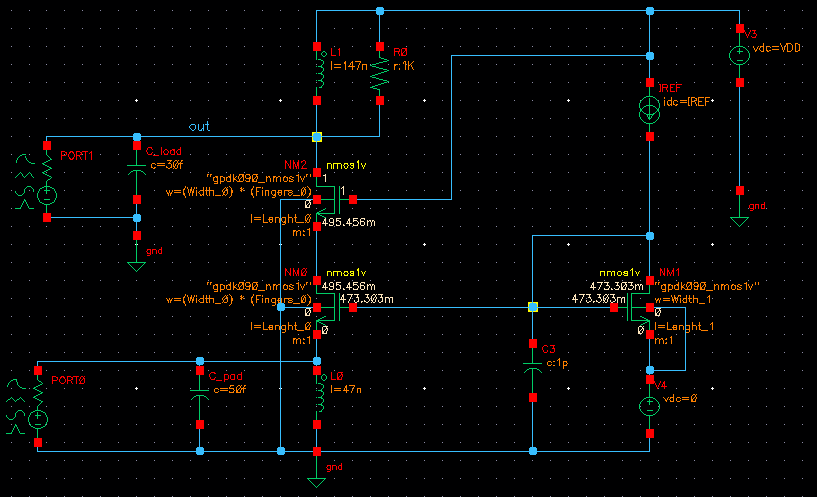 L1
l=147n
R0
r:1K
V3
vdc=VDD
IREF
idc=IREF
out
PORT1
C_load
c=30f
gnd
gnd
NM2
nmos1v
"gpdk090_nmos1v"
w=(Width_0) * (Fingers_0)
l=Lenght_0
m:1
1
1
0
495.456m
NM0
nmos1v
"gpdk090_nmos1v"
w=(Width_0) * (Fingers_0)
l=Lenght_0
m:1
495.456m
473.303m
0
0
nmos1v
NM1
473.303m
473.303m
"gpdk090_nmos1v"
w=Width_1
0
0
l=Lenght_1
m:1
C3
c:1p
PORT0
C_pad
c=50f
L0
l=47n
V4
vdc=0
gnd